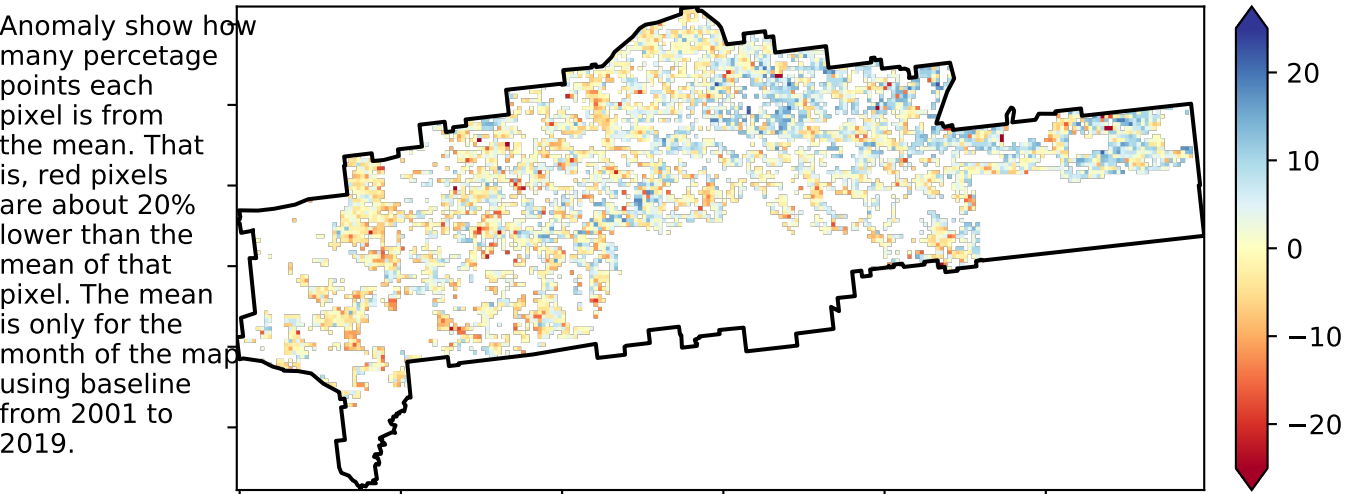 Anomaly show how
many percetage
points each
pixel is from
the mean. That
is, red pixels
are about 20%
lower than the
mean of that
pixel. The mean
is only for the
month of the map
using baseline
from 2001 to
2019.
20
10
0
−10
−20